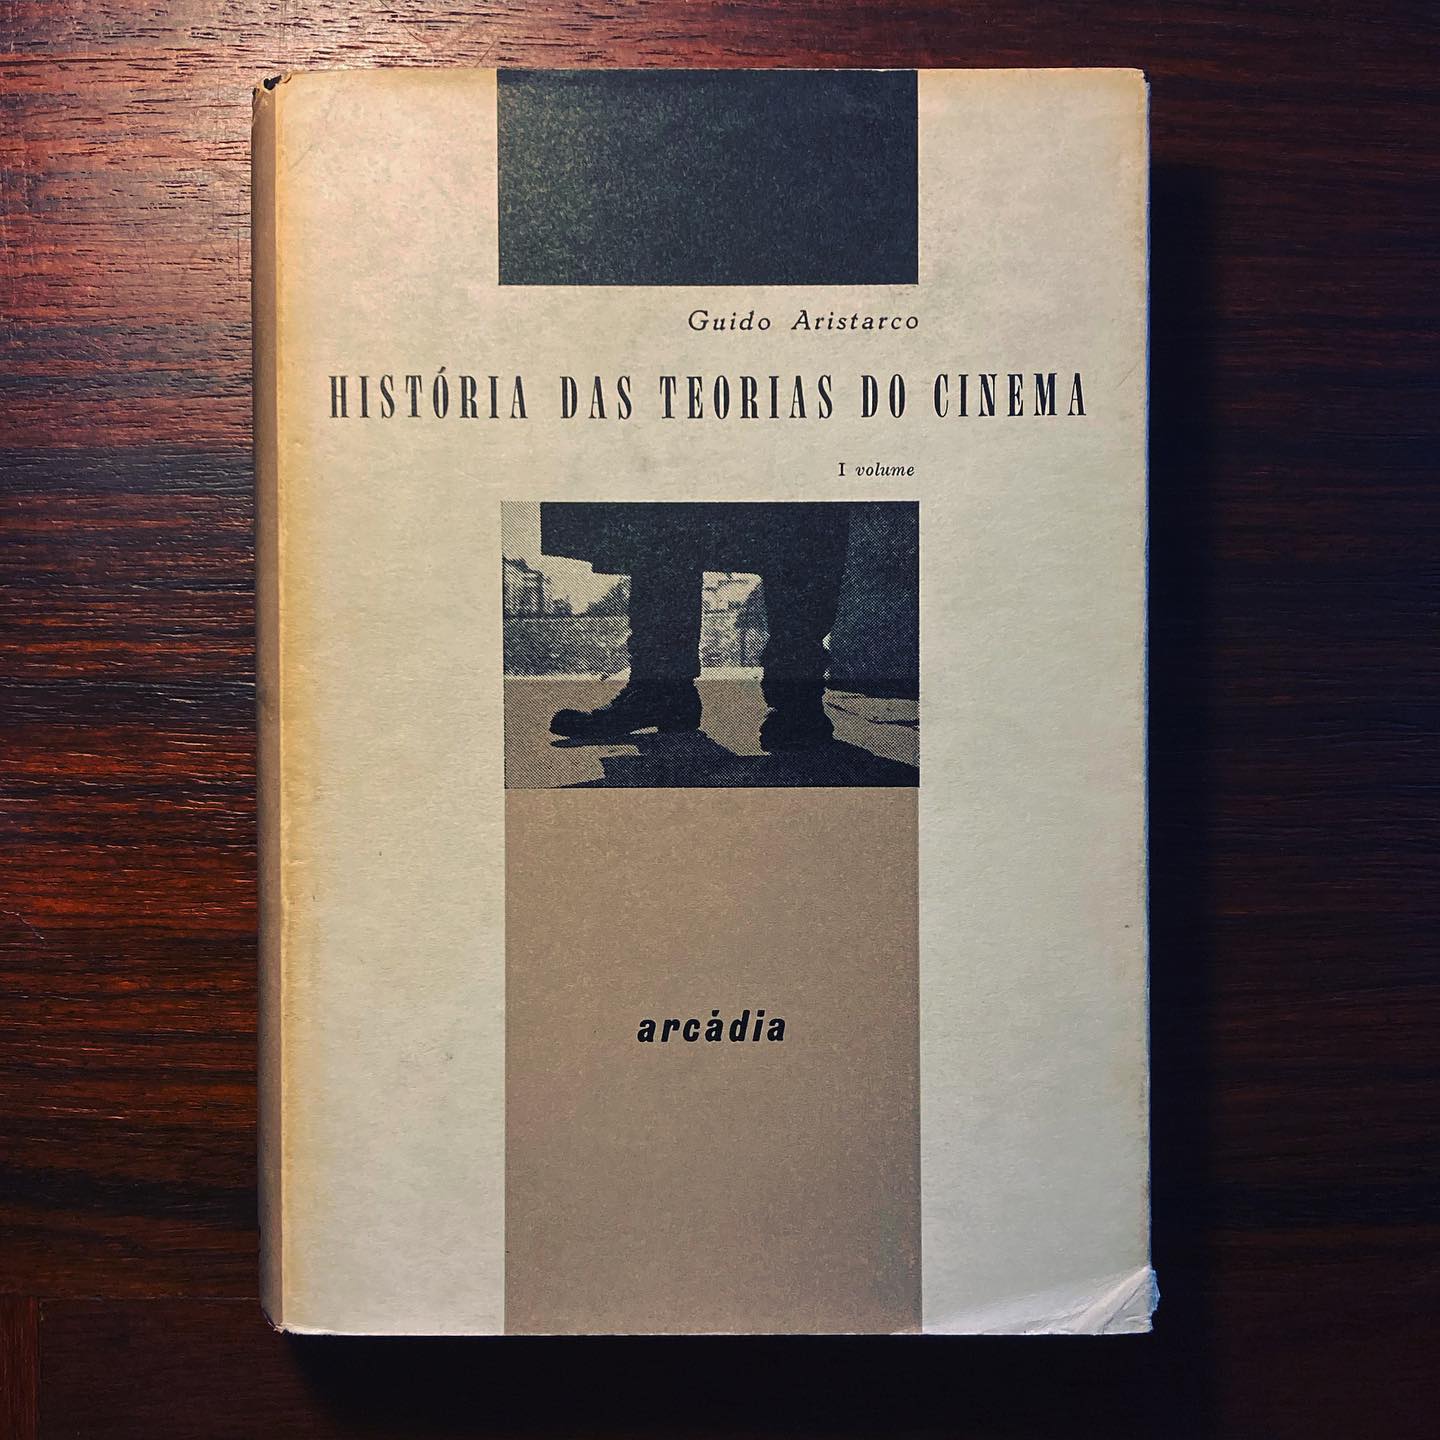 Guido Aristarco
HISTÓRIA DAS TEORIAS DO CINEMA
I volume
arcádia